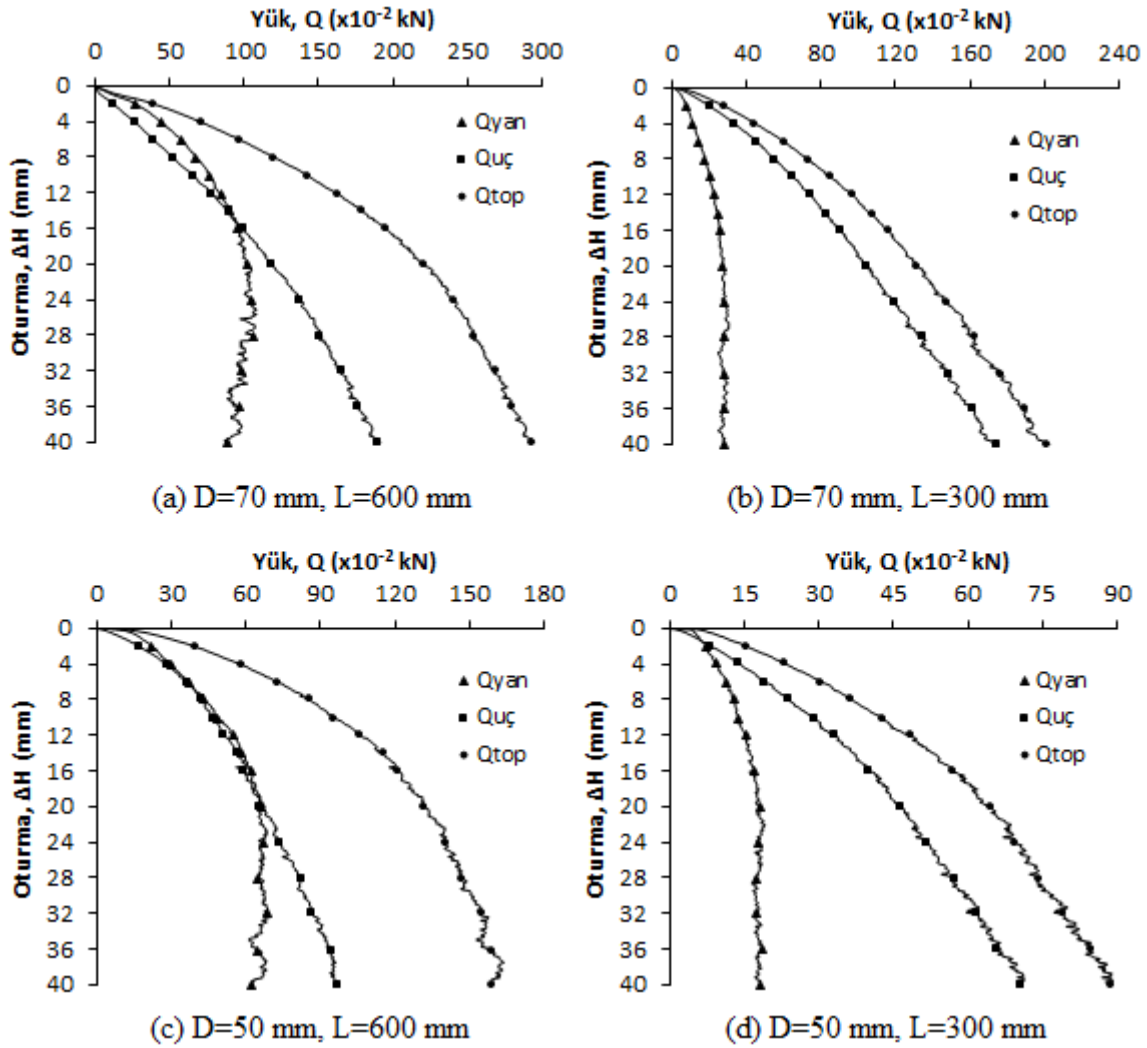 Yük, Q (x10⁻² kN)
0 50 100 150 200 250 300
Oturma, ΔH (mm)
0
4
8
12
16
20
24
28
32
36
40
Qyan
Quç
Qtop
(a) D=70 mm, L=600 mm
Yük, Q (x10⁻² kN)
0 40 80 120 160 200 240
Oturma, ΔH (mm)
0
4
8
12
16
20
24
28
32
36
40
Qyan
Quç
Qtop
(b) D=70 mm, L=300 mm
Yük, Q (x10⁻² kN)
0 30 60 90 120 150 180
Oturma, ΔH (mm)
0
4
8
12
16
20
24
28
32
36
40
Qyan
Quç
Qtop
(c) D=50 mm, L=600 mm
Yük, Q (x10⁻² kN)
0 15 30 45 60 75 90
Oturma, ΔH (mm)
0
4
8
12
16
20
24
28
32
36
40
Qyan
Quç
Qtop
(d) D=50 mm, L=300 mm